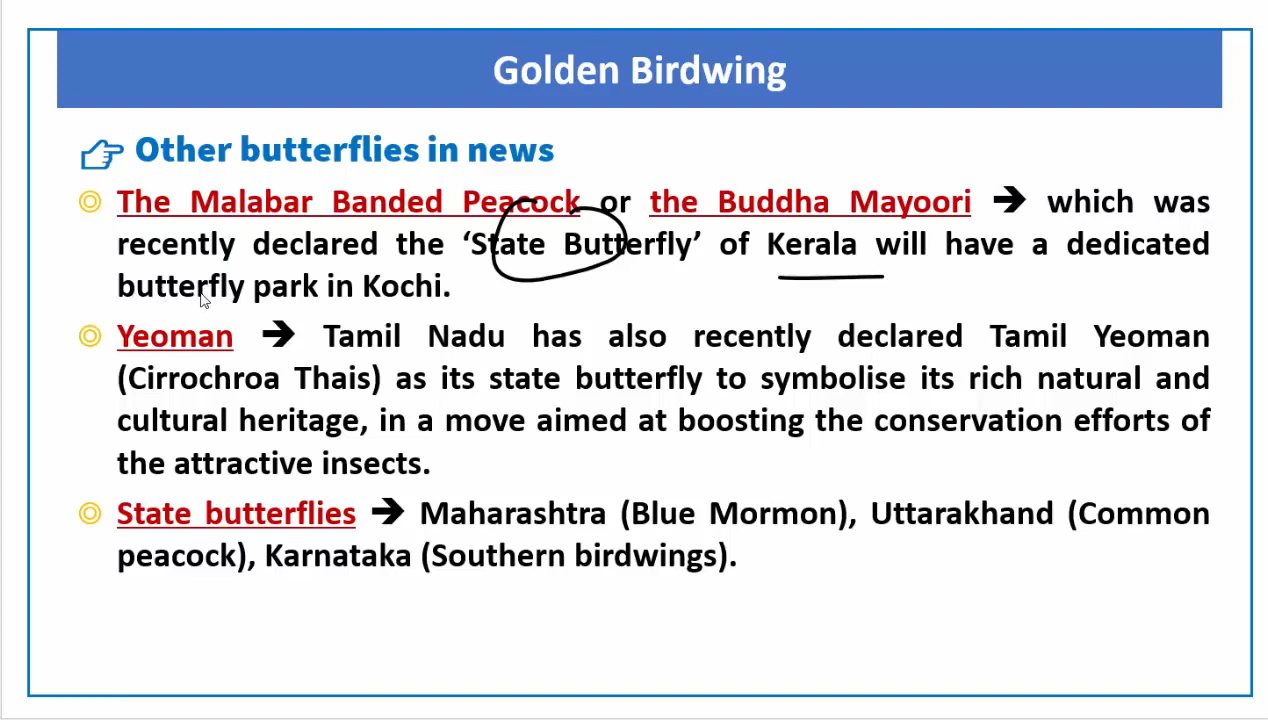 Golden Birdwing
Other butterflies in news
The Malabar Banded Peacock or the Buddha Mayoori ➔ which was
recently declared the ‘State Butterfly’ of Kerala will have a dedicated
butterfly park in Kochi.
Yeoman ➔ Tamil Nadu has also recently declared Tamil Yeoman
(Cirrochroa Thais) as its state butterfly to symbolise its rich natural and
cultural heritage, in a move aimed at boosting the conservation efforts of
the attractive insects.
State butterflies ➔ Maharashtra (Blue Mormon), Uttarakhand (Common
peacock), Karnataka (Southern birdwings).